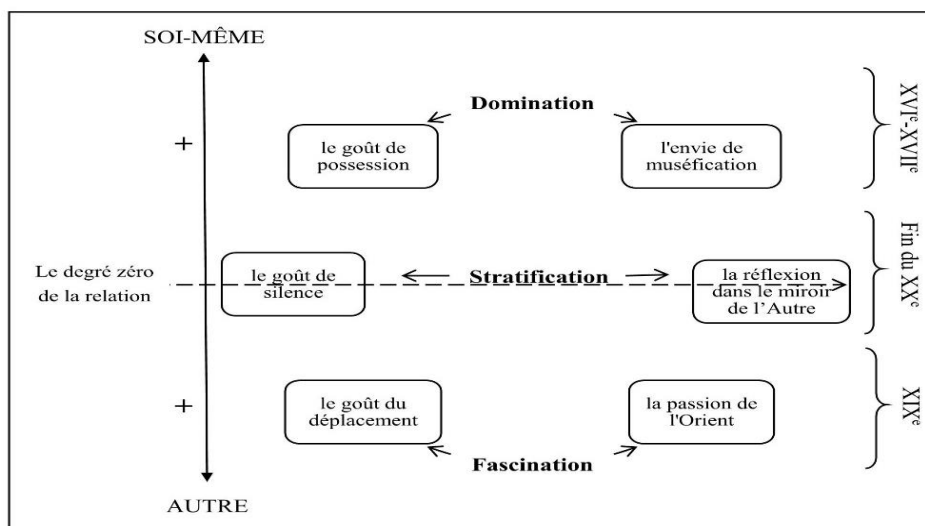 SOI-MÊME
Domination
XVIᵉ-XVIIᵉ
+
le goût de
possession
l'envie de
muséfication
Le degré zéro
de la relation
le goût de
silence
Stratification
la réflexion
dans le miroir
de l’Autre
Fin du XXᵉ
+
le goût du
déplacement
la passion de
l'Orient
XIXᵉ
Fascination
AUTRE